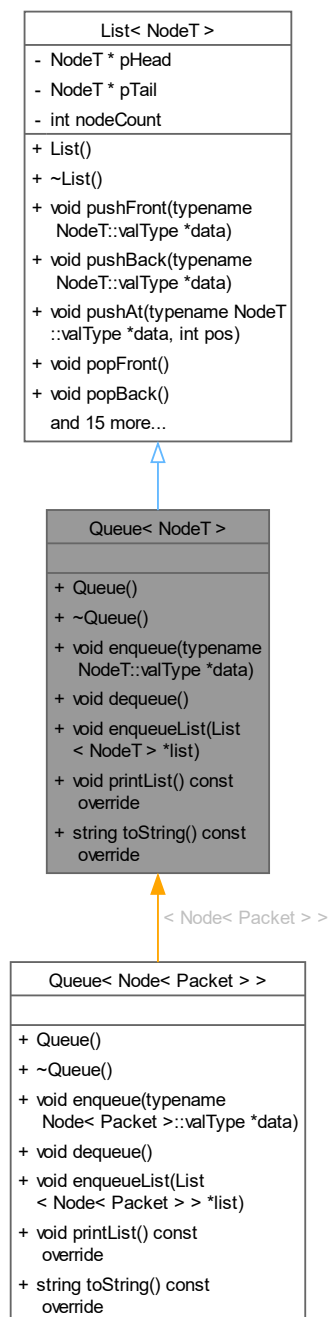 List< NodeT >
- NodeT * pHead
- NodeT * pTail
- int nodeCount
+ List()
+ ~List()
+ void pushFront(typename
NodeT::valType *data)
+ void pushBack(typename
NodeT::valType *data)
+ void pushAt(typename NodeT
::valType *data, int pos)
+ void popFront()
+ void popBack()
and 15 more...
Queue< NodeT >
+ Queue()
+ ~Queue()
+ void enqueue(typename
NodeT::valType *data)
+ void dequeue()
+ void enqueueList(List
< NodeT > *list)
+ void printList() const
override
+ string toString() const
override
< Node< Packet > >
Queue< Node< Packet > >
+ Queue()
+ ~Queue()
+ void enqueue(typename
Node< Packet >::valType *data)
+ void dequeue()
+ void enqueueList(List
< Node< Packet > > *list)
+ void printList() const
override
+ string toString() const
override